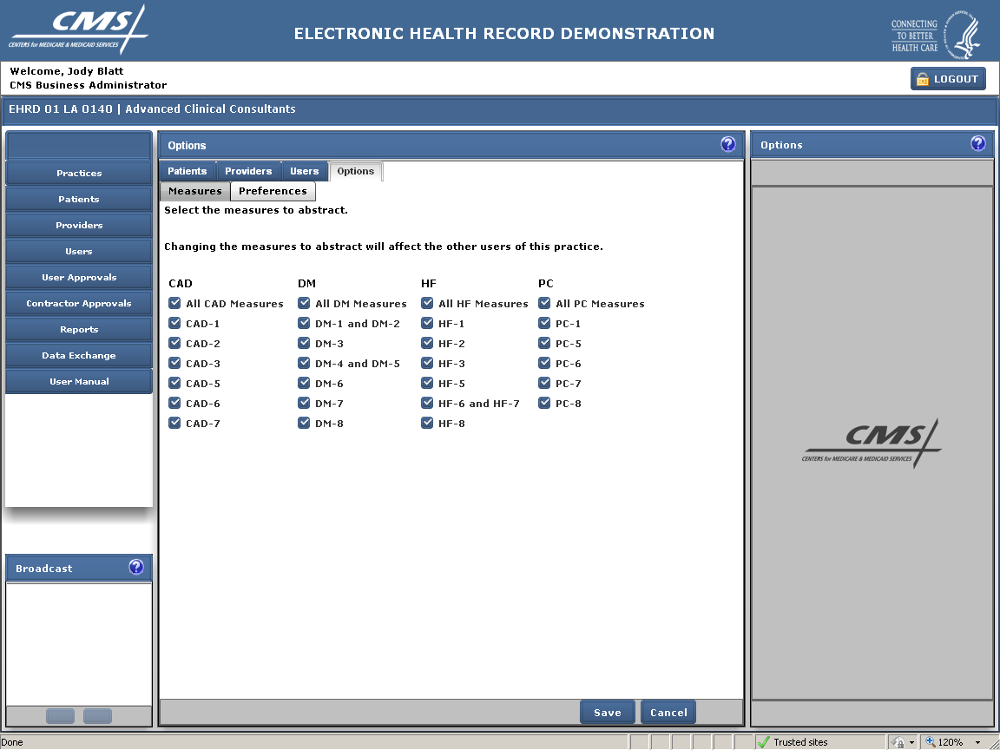 CMS
CENTERS for MEDICARE & MEDICAID SERVICES
ELECTRONIC HEALTH RECORD DEMONSTRATION
CONNECTING
TO BETTER
HEALTH CARE
Welcome, Jody Blatt
CMS Business Administrator
LOGOUT
EHRD 01 LA 0140 | Advanced Clinical Consultants
Practices
Patients
Providers
Users
User Approvals
Contractor Approvals
Reports
Data Exchange
User Manual
Broadcast ?
Options ?
Patients Providers Users Options
Measures Preferences
Select the measures to abstract.
Changing the measures to abstract will affect the other users of this practice.
CAD DM HF PC
All CAD Measures All DM Measures All HF Measures All PC Measures
CAD-1 DM-1 and DM-2 HF-1 PC-1
CAD-2 DM-3 HF-2 PC-5
CAD-3 DM-4 and DM-5 HF-3 PC-6
CAD-5 DM-6 HF-5 PC-7
CAD-6 DM-7 HF-6 and HF-7 PC-8
CAD-7 DM-8 HF-8
Save Cancel
Options ?
CMS
CENTERS for MEDICARE & MEDICAID SERVICES
Done Trusted sites 120%